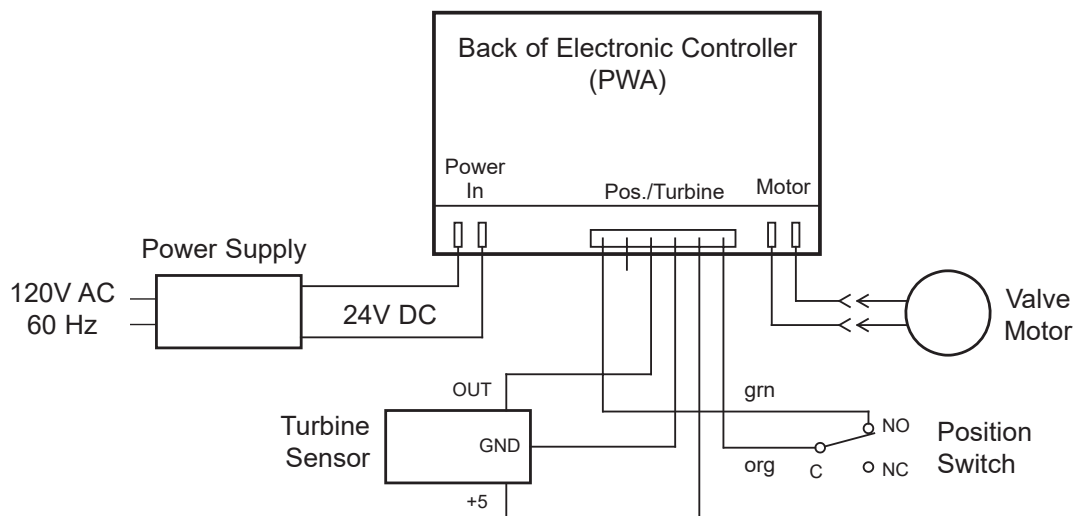 Back of Electronic Controller
(PWA)
Power
In
Pos./Turbine
Motor
Power Supply
120V AC
60 Hz
24V DC
Valve
Motor
OUT
grn
Turbine
Sensor
GND
NO
Position
Switch
org
C
NC
+5